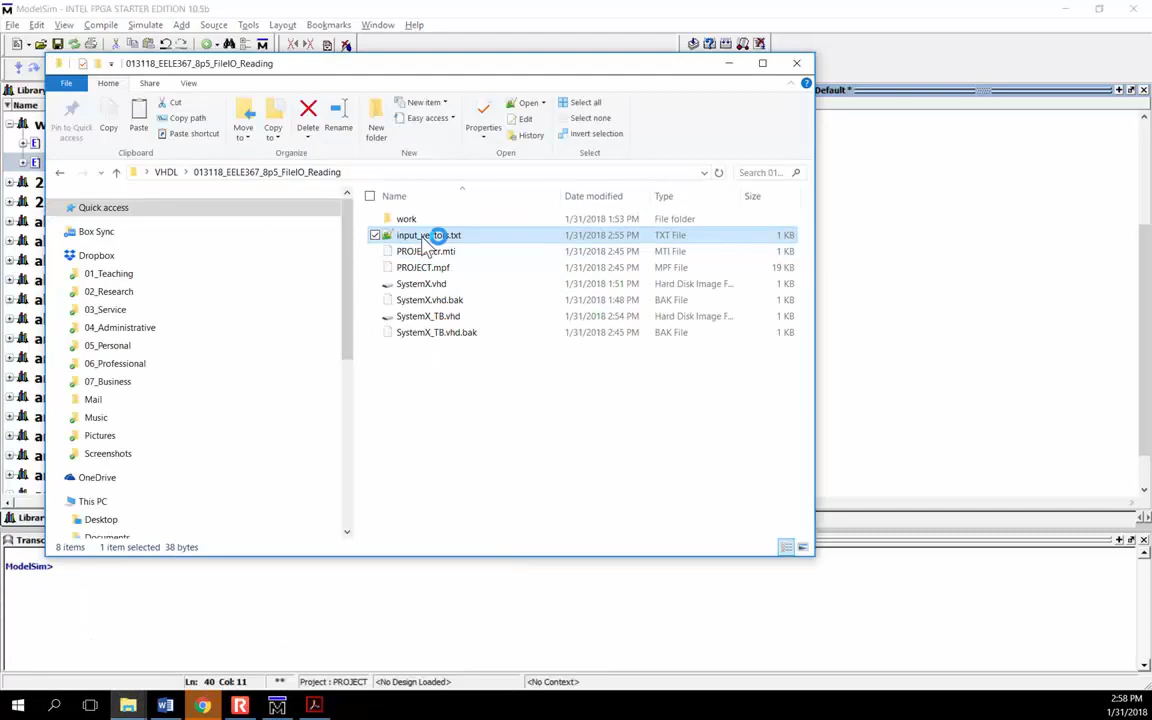 ModelSim - INTEL FPGA STARTER EDITION 10.5b
File Edit View Compile Simulate Add Source Tools Layout Bookmarks Window Help
013118_EELE367_8p5_FileIO_Reading
File Home Share View
Pin to Quick access
Copy
Paste
Cut
Copy path
Paste shortcut
Clipboard
Move to
Copy to
Delete
Rename
Organize
New folder
New item
Easy access
New
Properties
Open
Edit
History
Open
Select all
Select none
Invert selection
Select
VHDL 013118_EELE367_8p5_FileIO_Reading
Search 01...
Quick access
Box Sync
Dropbox
01_Teaching
02_Research
03_Service
04_Administrative
05_Personal
06_Professional
07_Business
Mail
Music
Pictures
Screenshots
OneDrive
This PC
Desktop
Documents
Name Date modified Type Size
work 1/31/2018 1:53 PM File folder
input_vectors.txt 1/31/2018 2:55 PM TXT File 1 KB
PROJECT.cr.mti 1/31/2018 2:45 PM MTI File 1 KB
PROJECT.mpf 1/31/2018 2:45 PM MPF File 19 KB
SystemX.vhd 1/31/2018 1:51 PM Hard Disk Image F... 1 KB
SystemX.vhd.bak 1/31/2018 1:48 PM BAK File 1 KB
SystemX_TB.vhd 1/31/2018 2:54 PM Hard Disk Image F... 1 KB
SystemX_TB.vhd.bak 1/31/2018 2:45 PM BAK File 1 KB
8 items 1 item selected 38 bytes
Librar
Name
Default *
Librar
Transc
ModelSim>
Ln: 40 Col: 11 ** Project : PROJECT <No Design Loaded> <No Context>
2:58 PM
1/31/2018